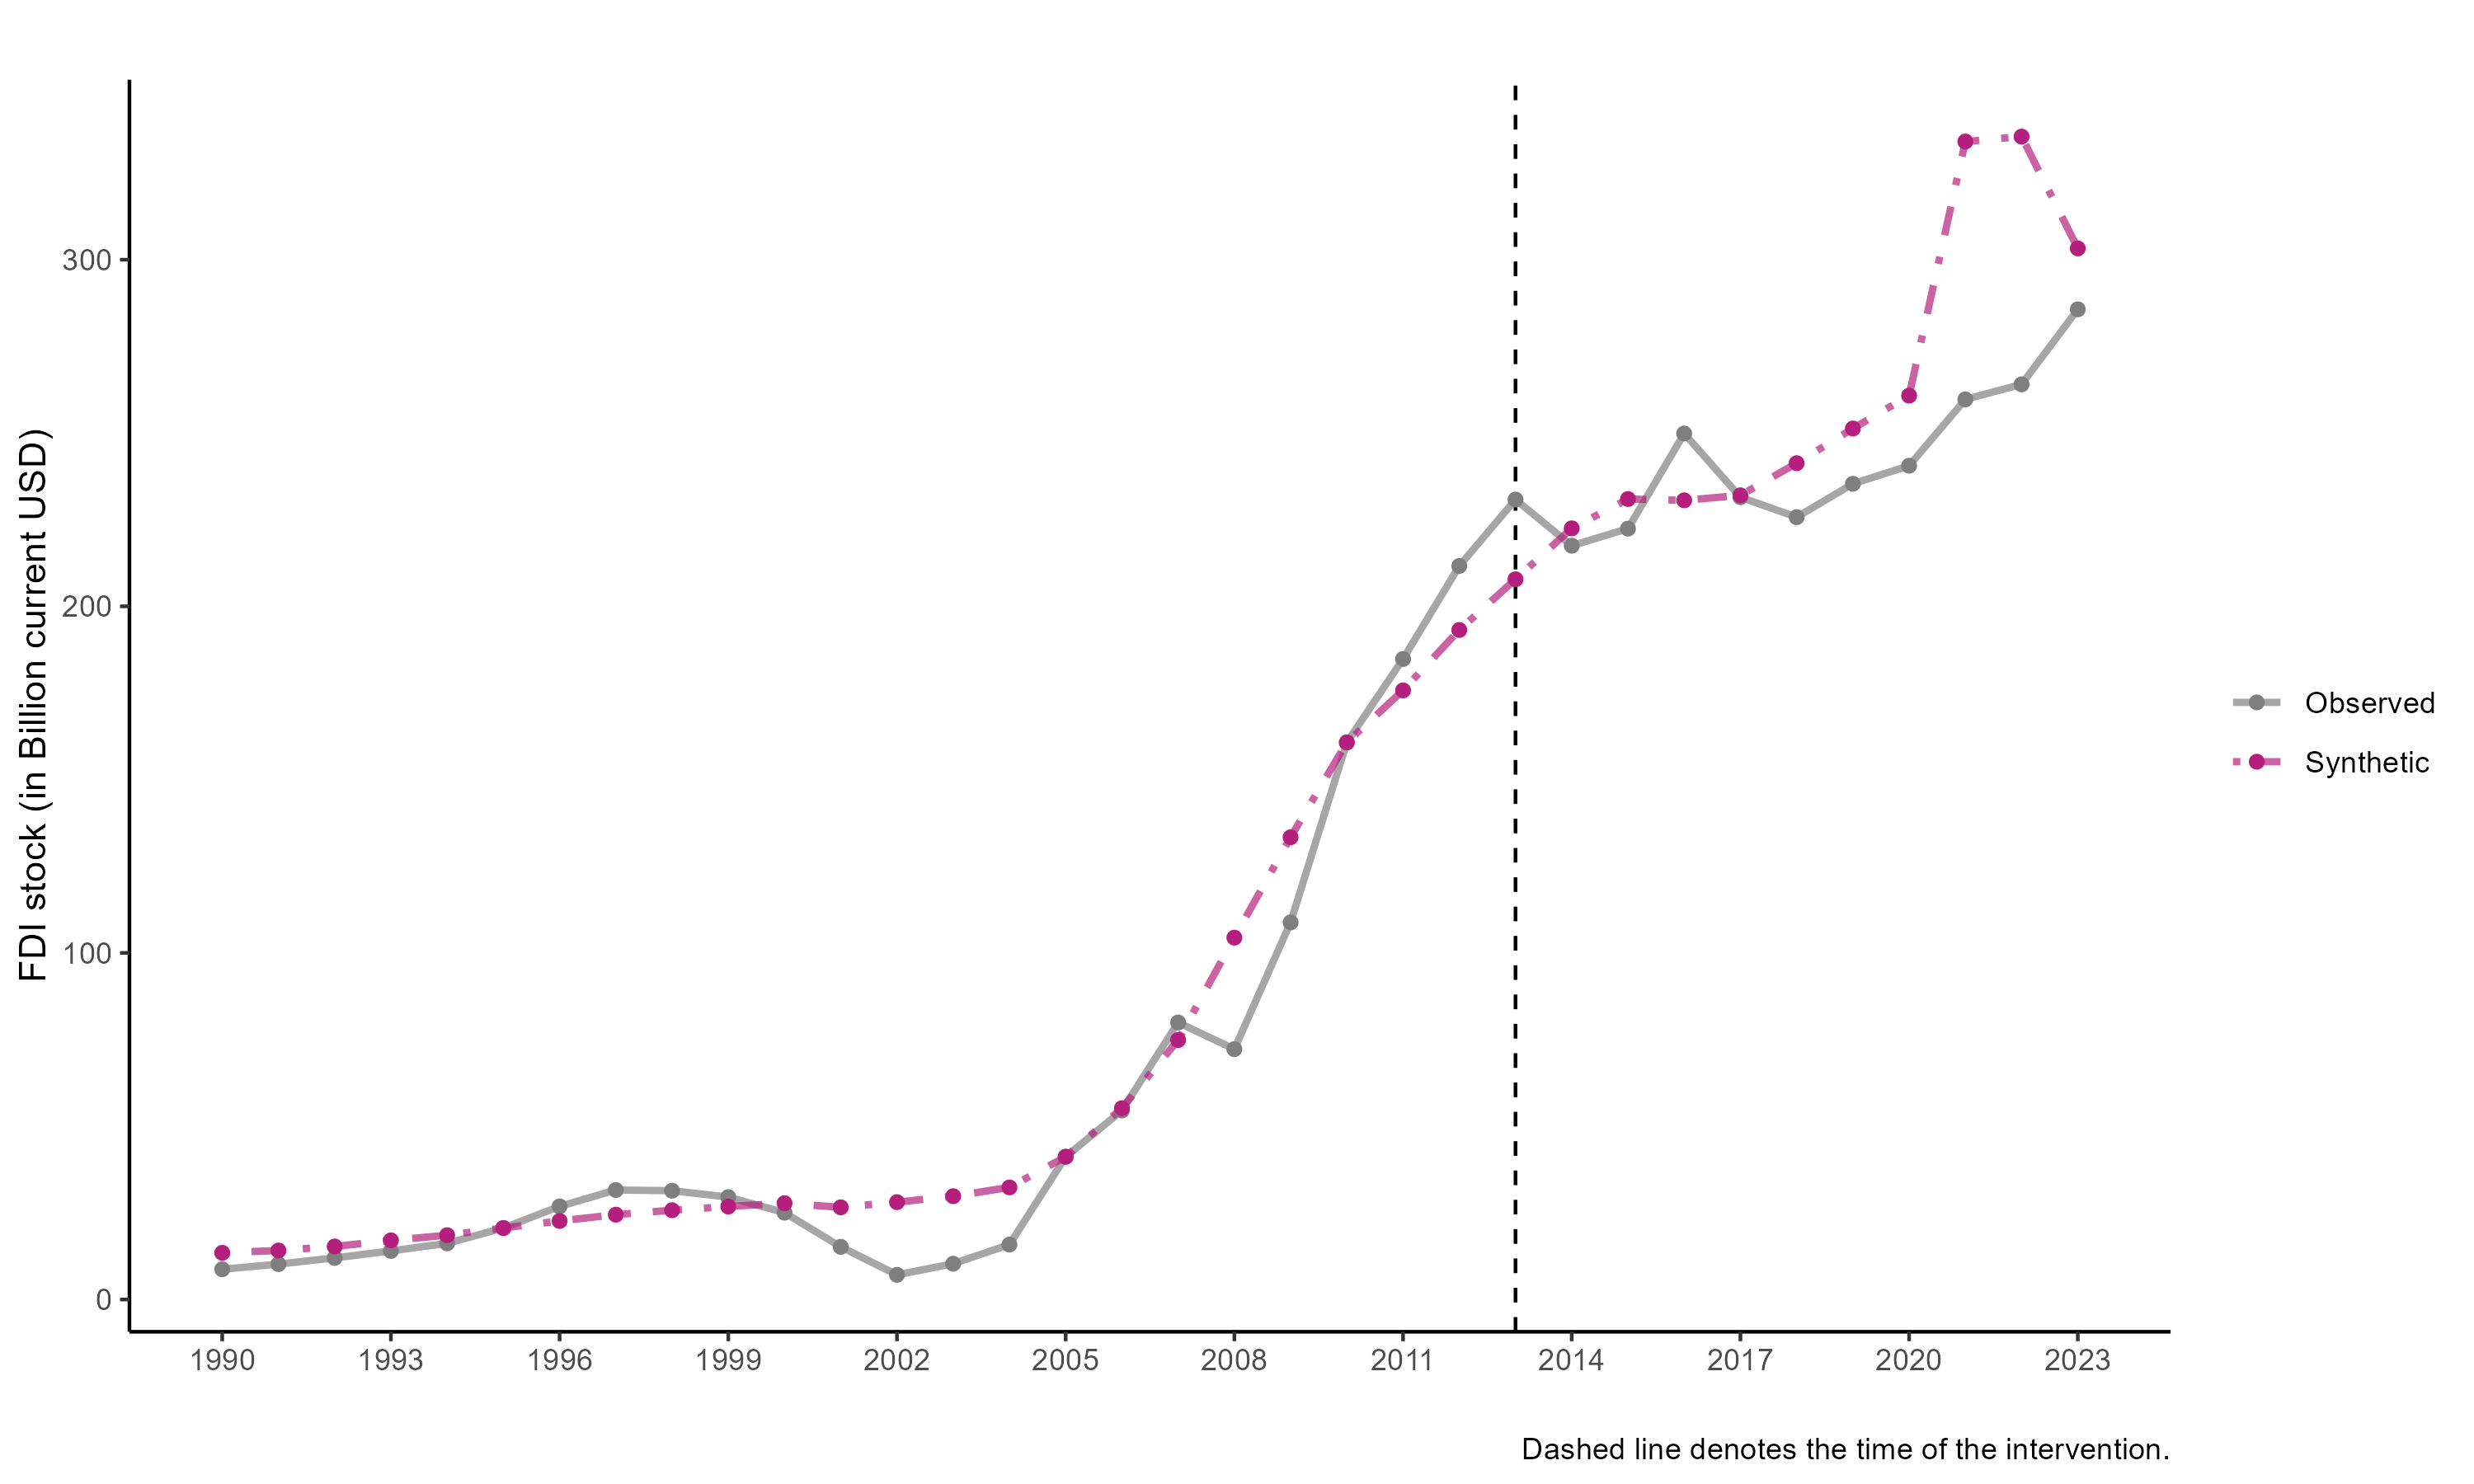 FDI stock (in Billion current USD)
300
200
100
0
1990 1993 1996 1999 2002 2005 2008 2011 2014 2017 2020 2023
Observed
Synthetic
Dashed line denotes the time of the intervention.